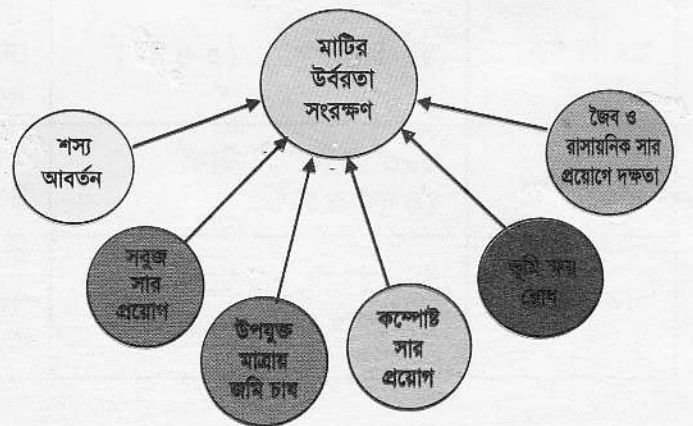 মাটির
উর্বরতা
সংরক্ষণ
শস্য
আবর্তন
সবুজ
সার
প্রয়োগ
উপযুক্ত
মাত্রায়
জমি চাষ
কম্পোষ্ট
সার
প্রয়োগ
ভূমি ক্ষয়
রোধ
জৈব ও
রাসায়নিক সার
প্রয়োগে দক্ষতা